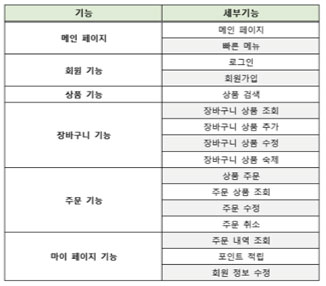 기능 세부기능
메인 페이지 메인 페이지
빠른 메뉴
회원 기능 로그인
회원가입
상품 기능 상품 검색
장바구니 기능 장바구니 상품 조회
장바구니 상품 추가
장바구니 상품 수정
장바구니 상품 숙제
주문 기능 상품 주문
주문 상품 조회
주문 수정
주문 취소
마이 페이지 기능 주문 내역 조회
포인트 적립
회원 정보 수정